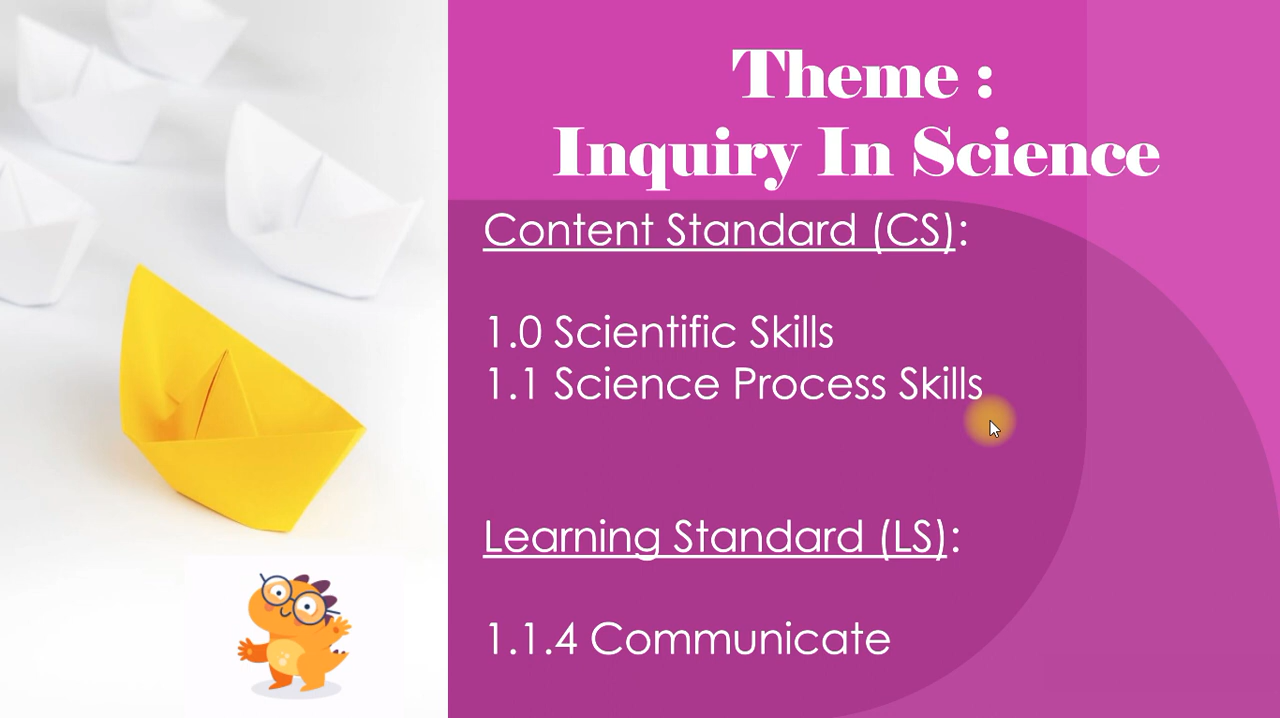 Theme :
Inquiry In Science
Content Standard (CS):
1.0 Scientific Skills
1.1 Science Process Skills
Learning Standard (LS):
1.1.4 Communicate